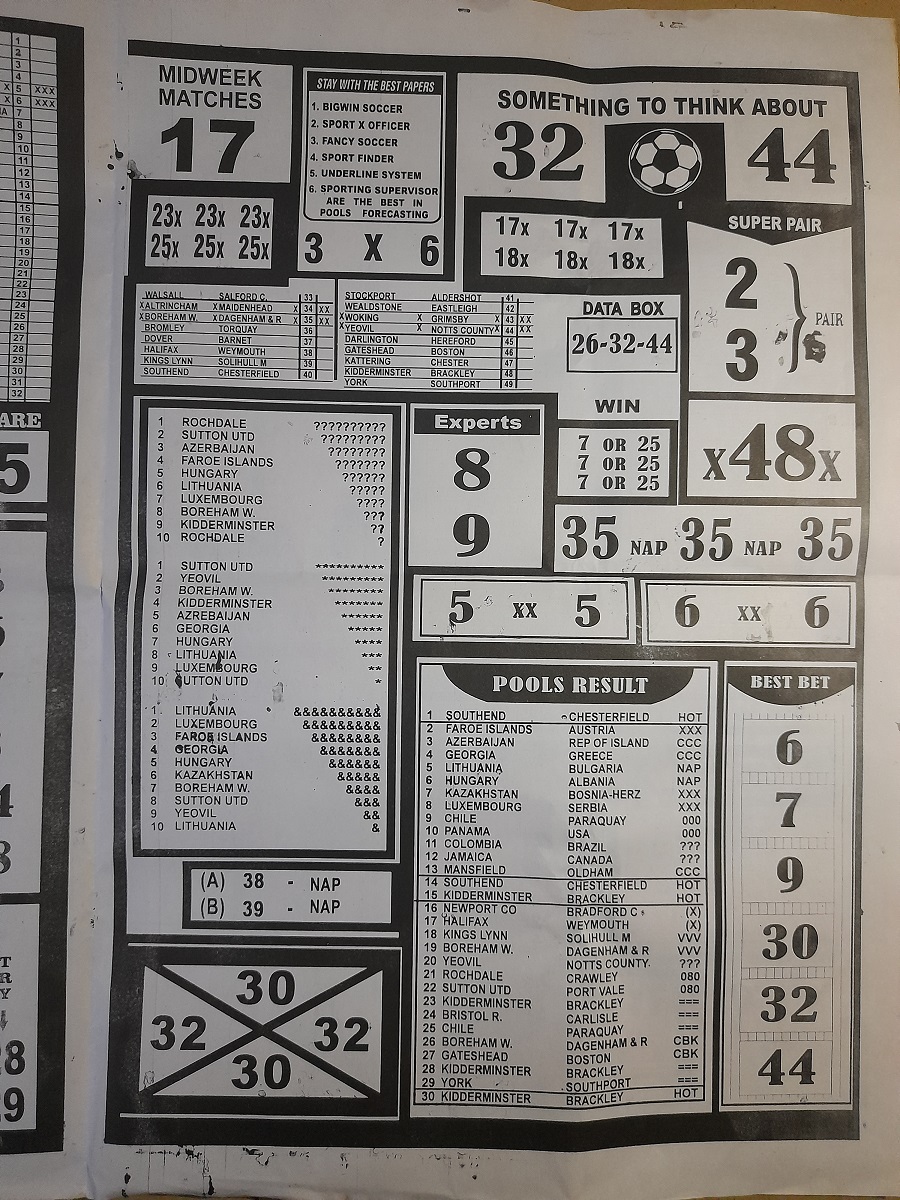 MIDWEEK
MATCHES
17
STAY WITH THE BEST PAPERS
1. BIGWIN SOCCER
2. SPORT X OFFICER
3. FANCY SOCCER
4. SPORT FINDER
5. UNDERLINE SYSTEM
6. SPORTING SUPERVISOR
ARE THE BEST IN
POOLS FORECASTING
3 X 6
SOMETHING TO THINK ABOUT
32 44
23x 23x 23x
25x 25x 25x
17x 17x 17x
18x 18x 18x
SUPER PAIR
2
3
PAIR
WALSALL SALFORD C. 33
XALTRINCHAM XMAIDENHEAD X 34 XX
XBOREHAM W. XDAGENHAM & R X 35 XX
BROMLEY TORQUAY 36
DOVER BARNET 37
HALIFAX WEYMOUTH 38
KINGS LYNN SOLIHULL M 39
SOUTHEND CHESTERFIELD 40
STOCKPORT ALDERSHOT 41
WEALDSTONE EASTLEIGH 42
XWOKING X GRIMSBY X 43 XX
XYEOVIL X NOTTS COUNTYX 44 XX
DARLINGTON HEREFORD 45
GATESHEAD BOSTON 46
KATTERING CHESTER 47
KIDDERMINSTER BRACKLEY 48
YORK SOUTHPORT 49
DATA BOX
26-32-44
WIN
7 OR 25
7 OR 25
7 OR 25
X48X
Experts
8
9
35 NAP 35 NAP 35
5 XX 5
6 XX 6
1 ROCHDALE ??????????
2 SUTTON UTD ?????????
3 AZERBAIJAN ????????
4 FAROE ISLANDS ???????
5 HUNGARY ??????
6 LITHUANIA ?????
7 LUXEMBOURG ????
8 BOREHAM W. ???
9 KIDDERMINSTER ??
10 ROCHDALE ?
1 SUTTON UTD **********
2 YEOVIL *********
3 BOREHAM W. ********
4 KIDDERMINSTER *******
5 AZREBAIJAN ******
6 GEORGIA *****
7 HUNGARY ****
8 LITHUANIA ***
9 LUXEMBOURG **
10 SUTTON UTD *
1. LITHUANIA &&&&&&&&&&
2 LUXEMBOURG &&&&&&&&&
3 FAROE ISLANDS &&&&&&&&
4 GEORGIA &&&&&&&
5 HUNGARY &&&&&&
6 KAZAKHSTAN &&&&&
7 BOREHAM W. &&&&
8 SUTTON UTD &&&
9 YEOVIL &&
10 LITHUANIA &
(A) 38 - NAP
(B) 39 - NAP
30
32 32
30
POOLS RESULT
1 SOUTHEND CHESTERFIELD HOT
2 FAROE ISLANDS AUSTRIA XXX
3 AZERBAIJAN REP OF ISLAND CCC
4 GEORGIA GREECE CCC
5 LITHUANIA BULGARIA NAP
6 HUNGARY ALBANIA NAP
7 KAZAKHSTAN BOSNIA-HERZ XXX
8 LUXEMBOURG SERBIA XXX
9 CHILE PARAQUAY 000
10 PANAMA USA 000
11 COLOMBIA BRAZIL ???
12 JAMAICA CANADA ???
13 MANSFIELD OLDHAM CCC
14 SOUTHEND CHESTERFIELD HOT
15 KIDDERMINSTER BRACKLEY HOT
16 NEWPORT CO BRADFORD C (X)
17 HALIFAX WEYMOUTH (X)
18 KINGS LYNN SOLIHULL M VVV
19 BOREHAM W. DAGENHAM & R VVV
20 YEOVIL NOTTS COUNTY. ???
21 ROCHDALE CRAWLEY 080
22 SUTTON UTD PORT VALE 080
23 KIDDERMINSTER BRACKLEY ===
24 BRISTOL R. CARLISLE ===
25 CHILE PARAQUAY ===
26 BOREHAM W. DAGENHAM & R CBK
27 GATESHEAD BOSTON CBK
28 KIDDERMINSTER BRACKLEY ===
29 YORK SOUTHPORT ===
30 KIDDERMINSTER BRACKLEY HOT
BEST BET
6
7
9
30
32
44